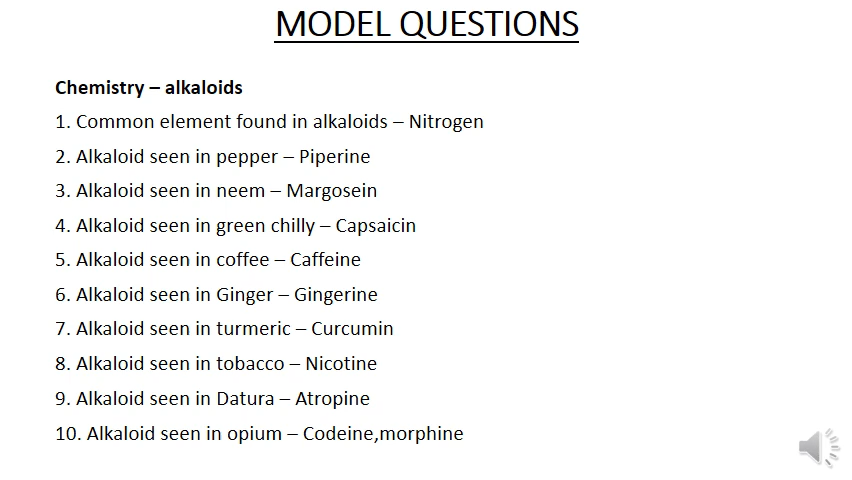 MODEL QUESTIONS
Chemistry – alkaloids
1. Common element found in alkaloids – Nitrogen
2. Alkaloid seen in pepper – Piperine
3. Alkaloid seen in neem – Margosein
4. Alkaloid seen in green chilly – Capsaicin
5. Alkaloid seen in coffee – Caffeine
6. Alkaloid seen in Ginger – Gingerine
7. Alkaloid seen in turmeric – Curcumin
8. Alkaloid seen in tobacco – Nicotine
9. Alkaloid seen in Datura – Atropine
10. Alkaloid seen in opium – Codeine,morphine